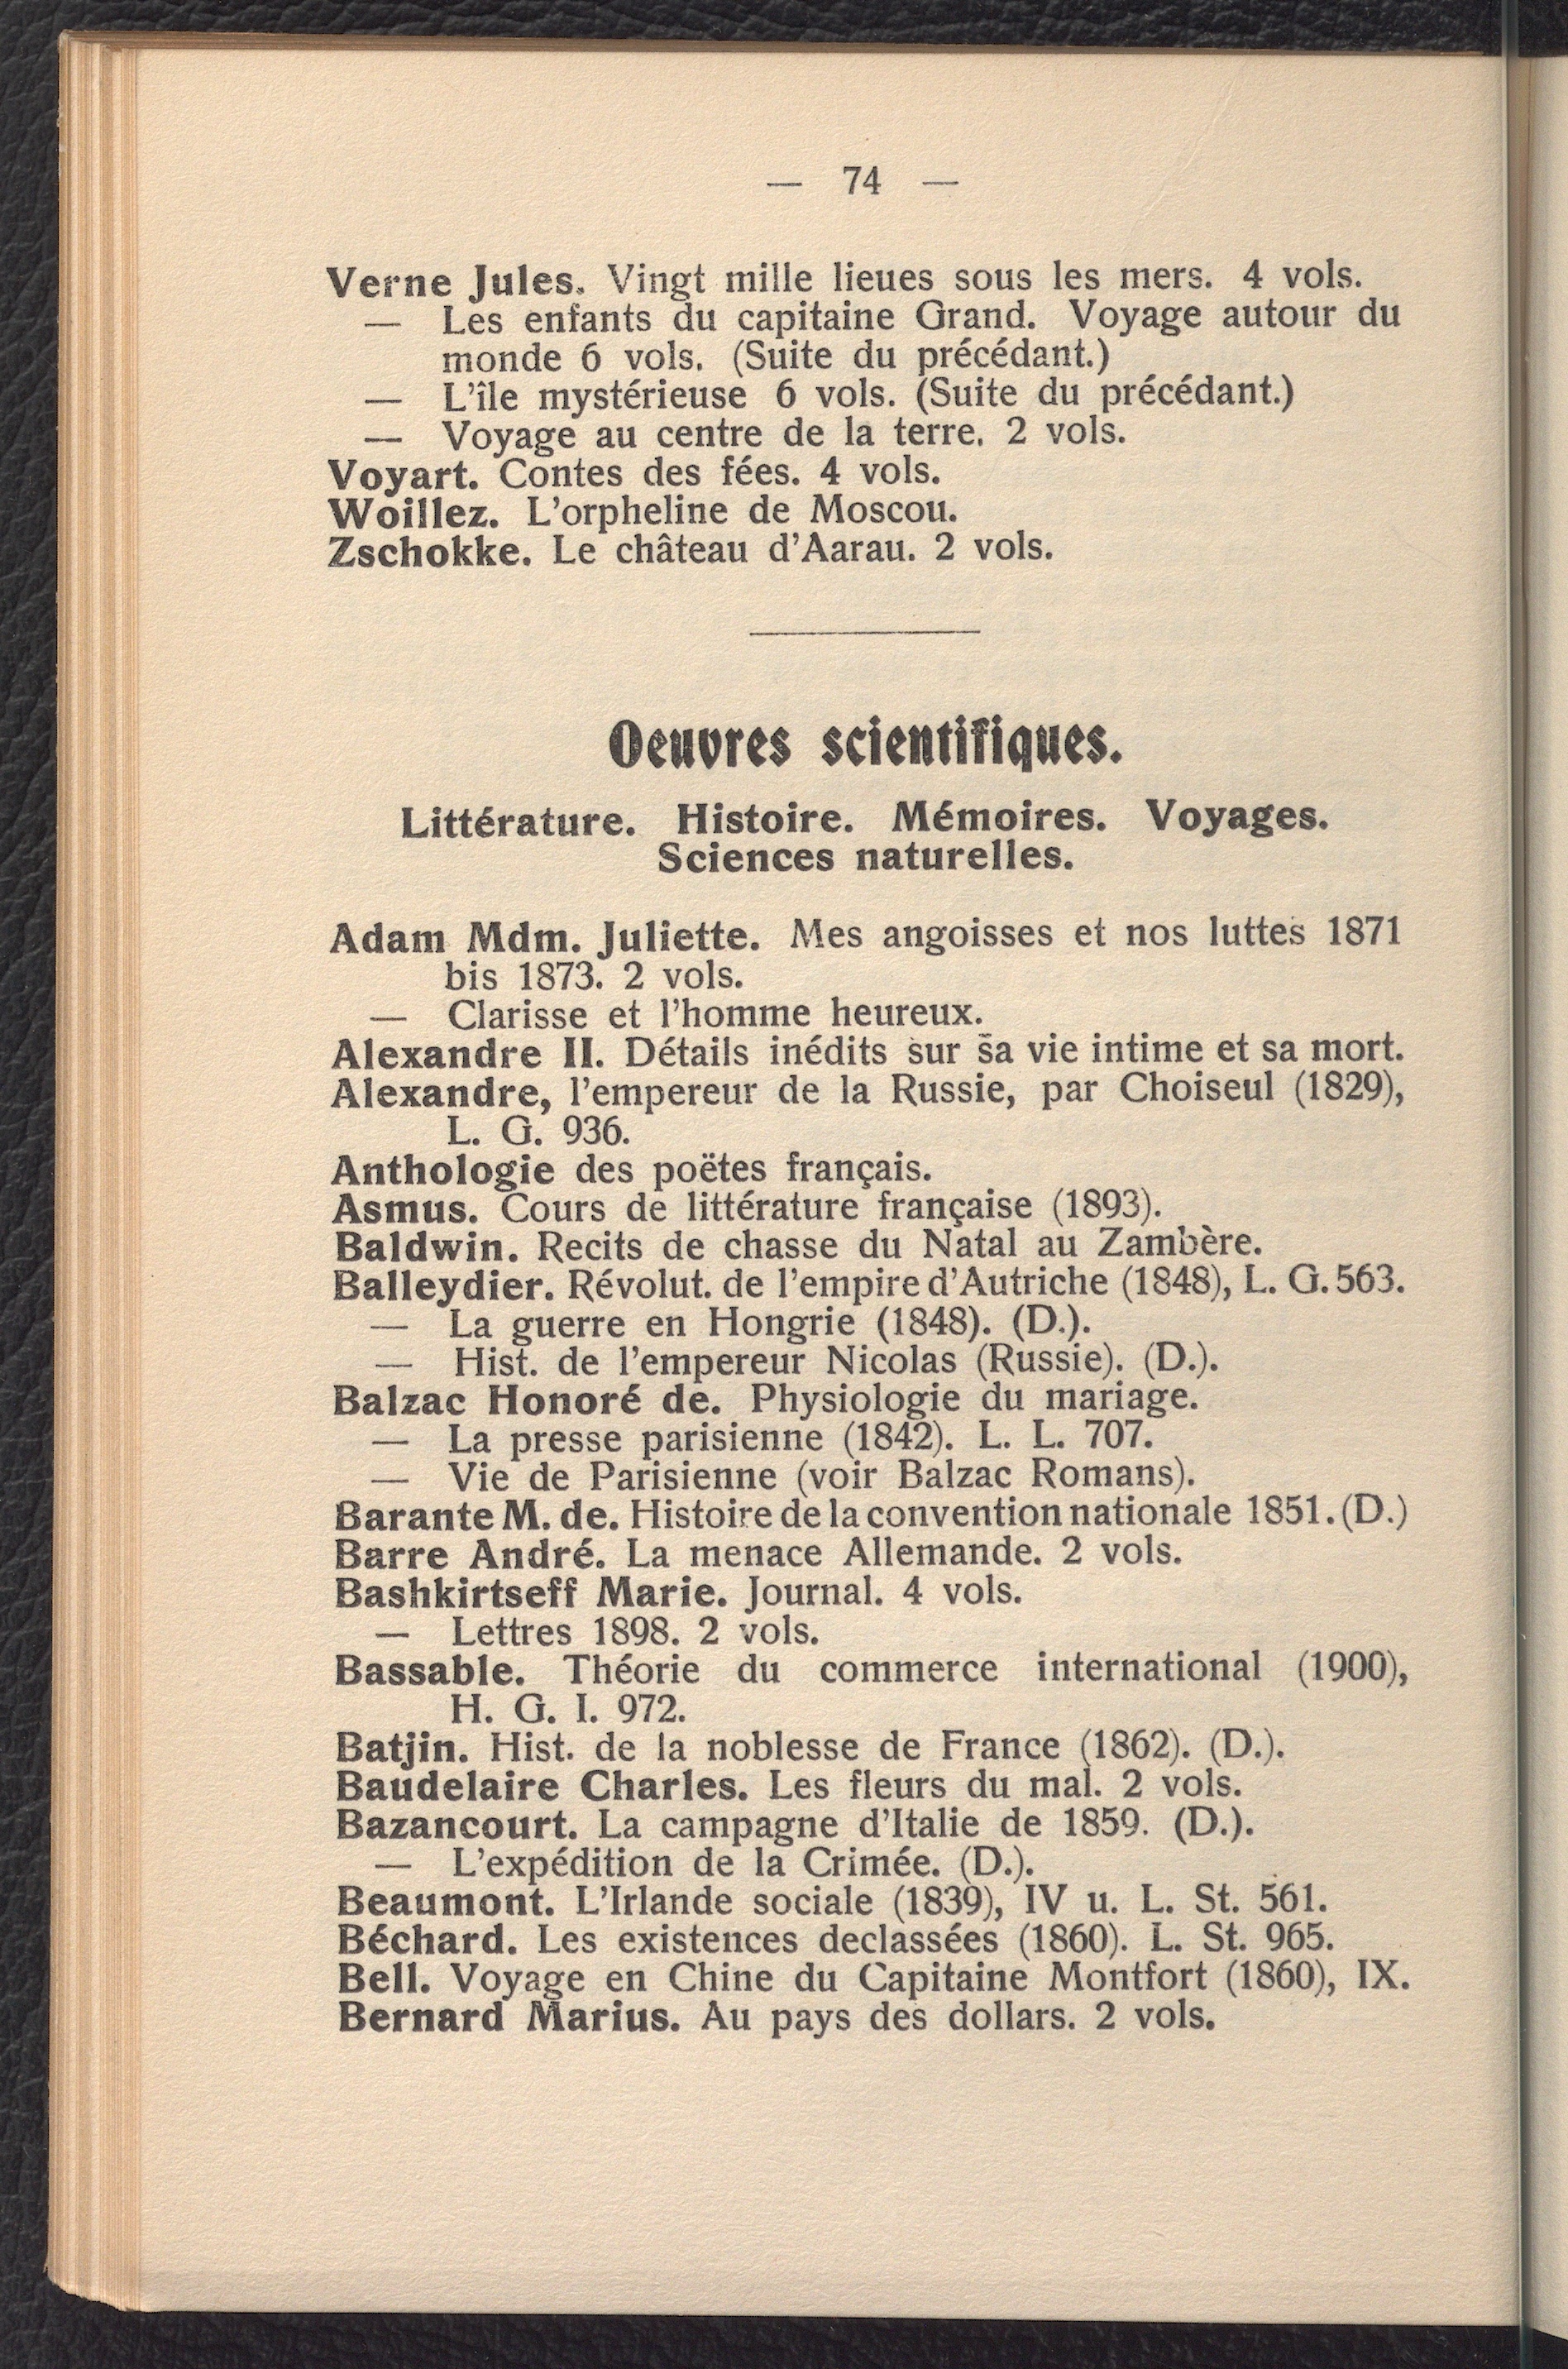 — 74 —
Verne Jules. Vingt mille lieues sous les mers. 4 vols.
— Les enfants du capitaine Grand. Voyage autour du
monde 6 vols. (Suite du précédant.)
— L'île mystérieuse 6 vols. (Suite du précédant.)
— Voyage au centre de la terre. 2 vols.
Voyart. Contes des fées. 4 vols.
Woillez. L'orpheline de Moscou.
Zschokke. Le château d'Aarau. 2 vols.
Oeuvres scientifiques.
Littérature. Histoire. Mémoires. Voyages.
Sciences naturelles.
Adam Mdm. Juliette. Mes angoisses et nos luttes 1871
bis 1873. 2 vols.
— Clarisse et l'homme heureux.
Alexandre II. Détails inédits sur sa vie intime et sa mort.
Alexandre, l'empereur de la Russie, par Choiseul (1829),
L. G. 936.
Anthologie des poëtes français.
Asmus. Cours de littérature française (1893).
Baldwin. Recits de chasse du Natal au Zambère.
Balleydier. Révolut. de l'empire d'Autriche (1848), L. G. 563.
— La guerre en Hongrie (1848). (D.).
— Hist. de l'empereur Nicolas (Russie). (D.).
Balzac Honoré de. Physiologie du mariage.
— La presse parisienne (1842). L. L. 707.
— Vie de Parisienne (voir Balzac Romans).
Barante M. de. Histoire de la convention nationale 1851. (D.)
Barre André. La menace Allemande. 2 vols.
Bashkirtseff Marie. Journal. 4 vols.
— Lettres 1898. 2 vols.
Bassable. Théorie du commerce international (1900),
H. G. I. 972.
Batjin. Hist. de la noblesse de France (1862). (D.).
Baudelaire Charles. Les fleurs du mal. 2 vols.
Bazancourt. La campagne d'Italie de 1859. (D.).
— L'expédition de la Crimée. (D.).
Beaumont. L'Irlande sociale (1839), IV u. L. St. 561.
Béchard. Les existences declassées (1860). L. St. 965.
Bell. Voyage en Chine du Capitaine Montfort (1860), IX.
Bernard Marius. Au pays des dollars. 2 vols.